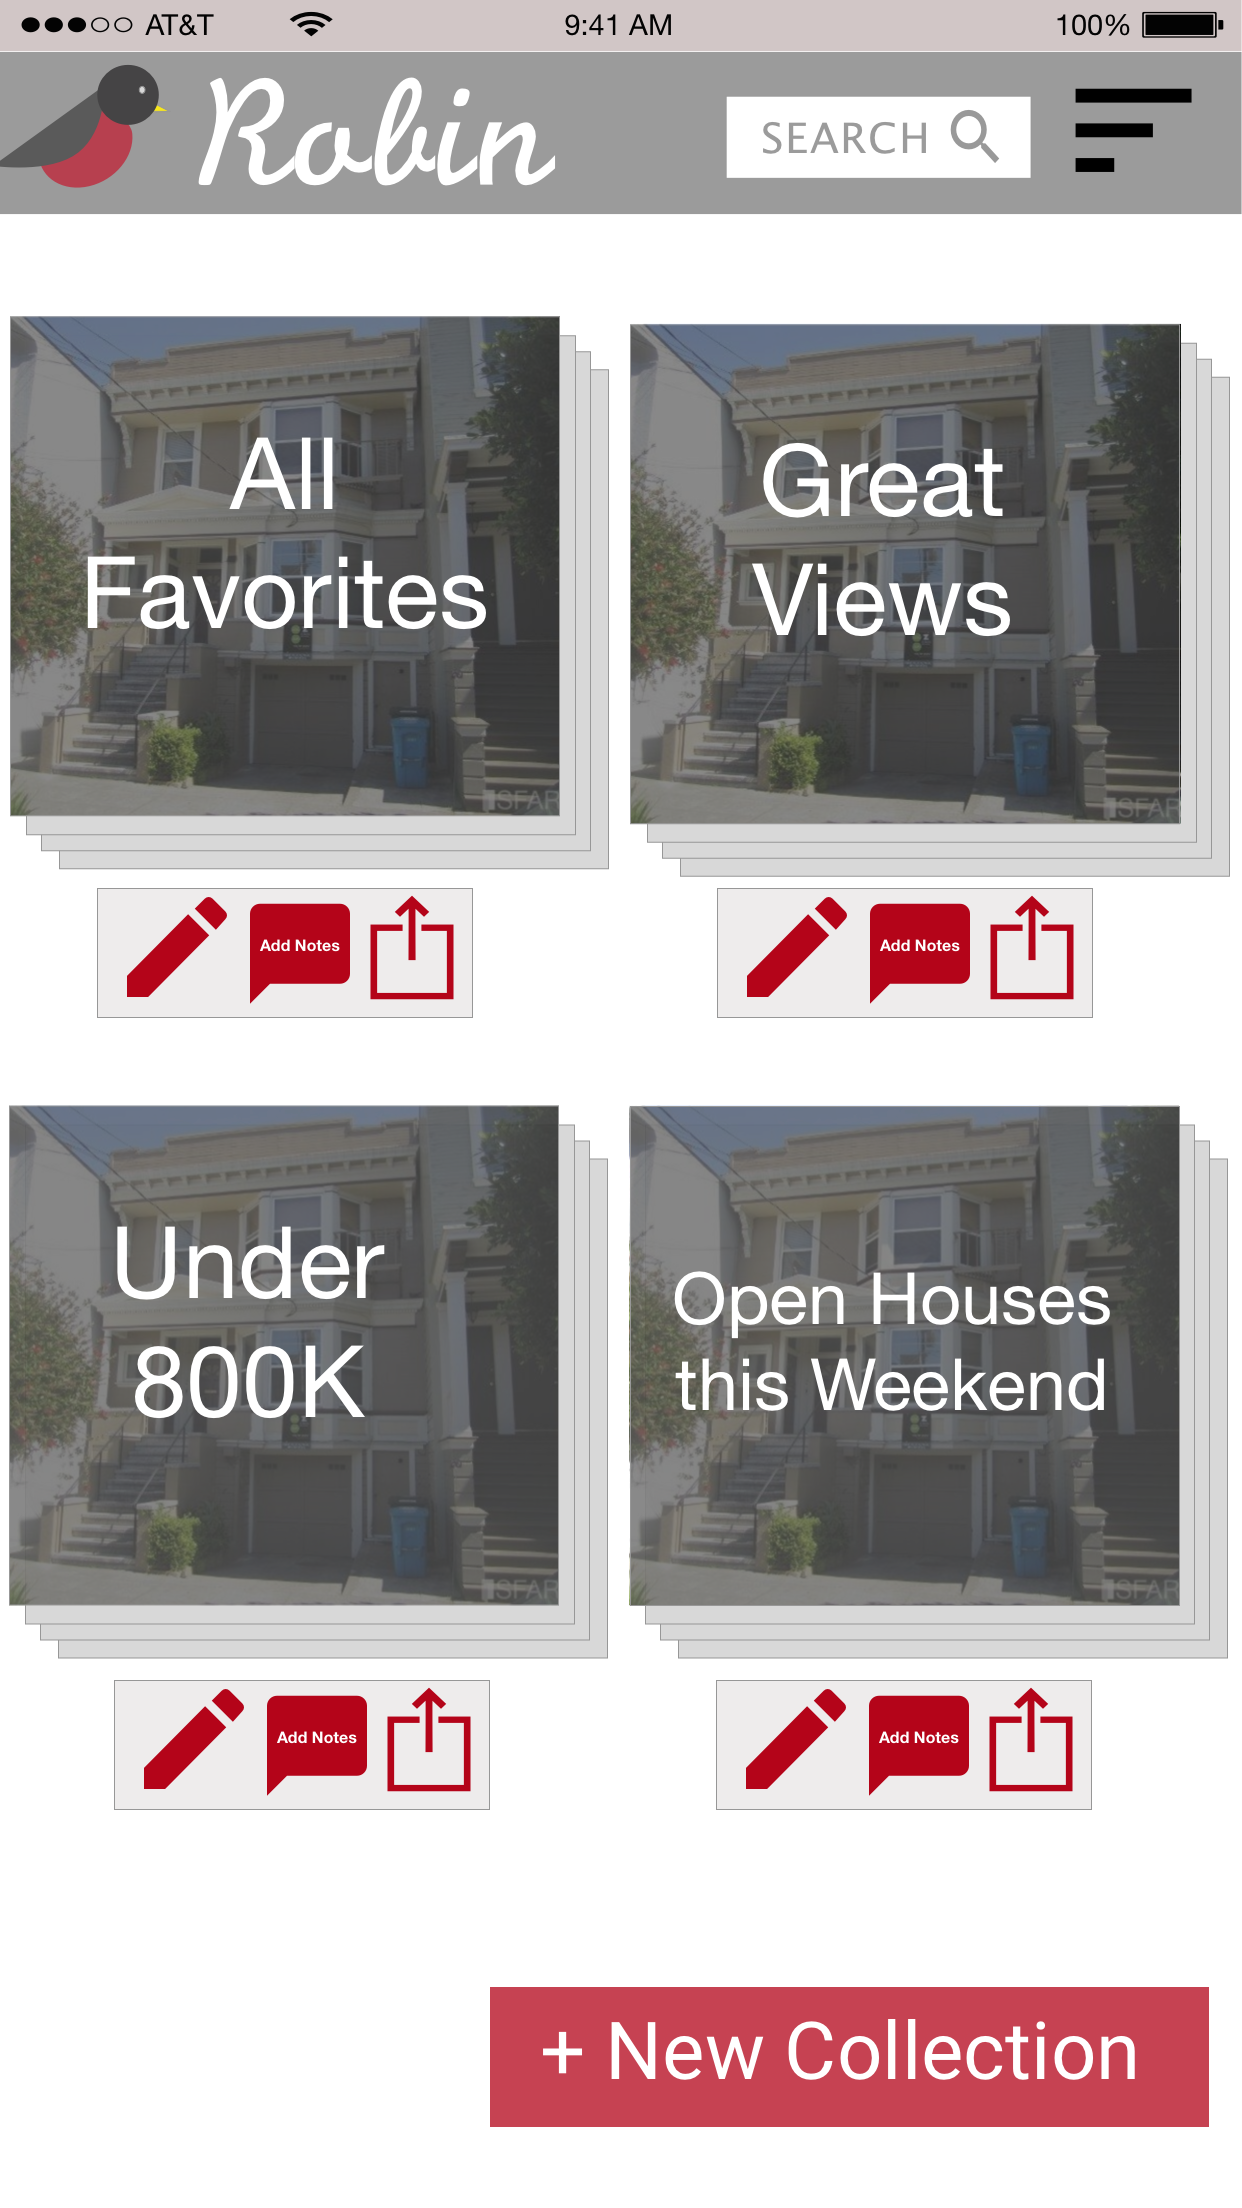 AT&T 9:41 AM 100%
Robin SEARCH
All
Favorites
SFAR
Great
Views
SFAR
Add Notes
Add Notes
Under
800K
SFAR
Open Houses
this Weekend
SFAR
Add Notes
Add Notes
+ New Collection